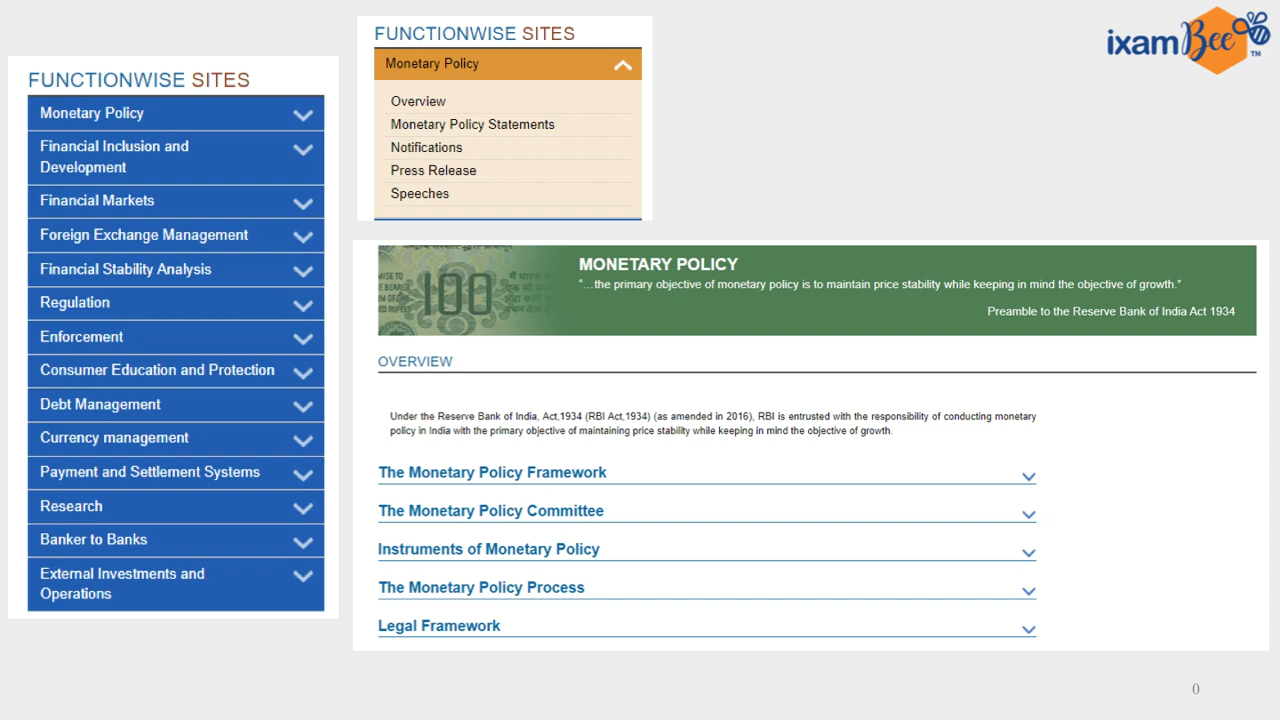 FUNCTIONWISE SITES
Monetary Policy
Financial Inclusion and
Development
Financial Markets
Foreign Exchange Management
Financial Stability Analysis
Regulation
Enforcement
Consumer Education and Protection
Debt Management
Currency management
Payment and Settlement Systems
Research
Banker to Banks
External Investments and
Operations
FUNCTIONWISE SITES
Monetary Policy
Overview
Monetary Policy Statements
Notifications
Press Release
Speeches
ixamBee
TM
100
MONETARY POLICY
“…the primary objective of monetary policy is to maintain price stability while keeping in mind the objective of growth.”
Preamble to the Reserve Bank of India Act 1934
OVERVIEW
Under the Reserve Bank of India, Act,1934 (RBI Act,1934) (as amended in 2016), RBI is entrusted with the responsibility of conducting monetary
policy in India with the primary objective of maintaining price stability while keeping in mind the objective of growth.
The Monetary Policy Framework
The Monetary Policy Committee
Instruments of Monetary Policy
The Monetary Policy Process
Legal Framework
0